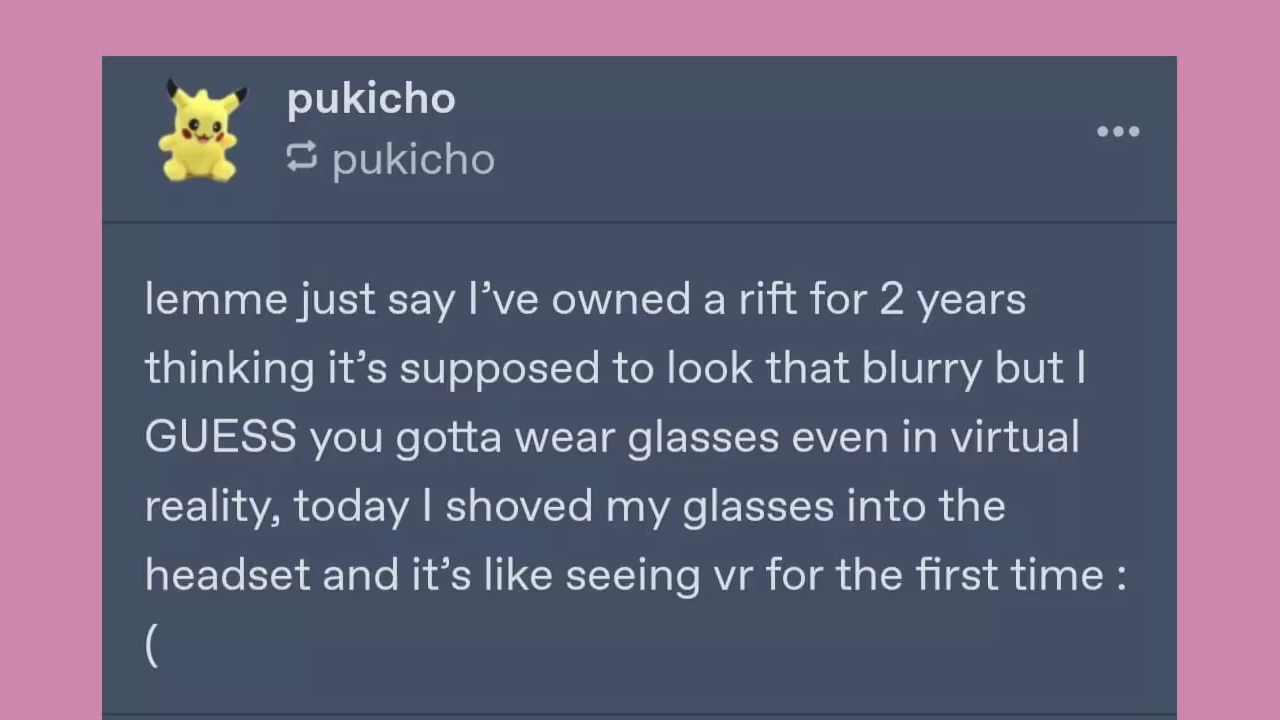 pukicho
pukicho
lemme just say I’ve owned a rift for 2 years
thinking it’s supposed to look that blurry but I
GUESS you gotta wear glasses even in virtual
reality, today I shoved my glasses into the
headset and it’s like seeing vr for the first time :
(